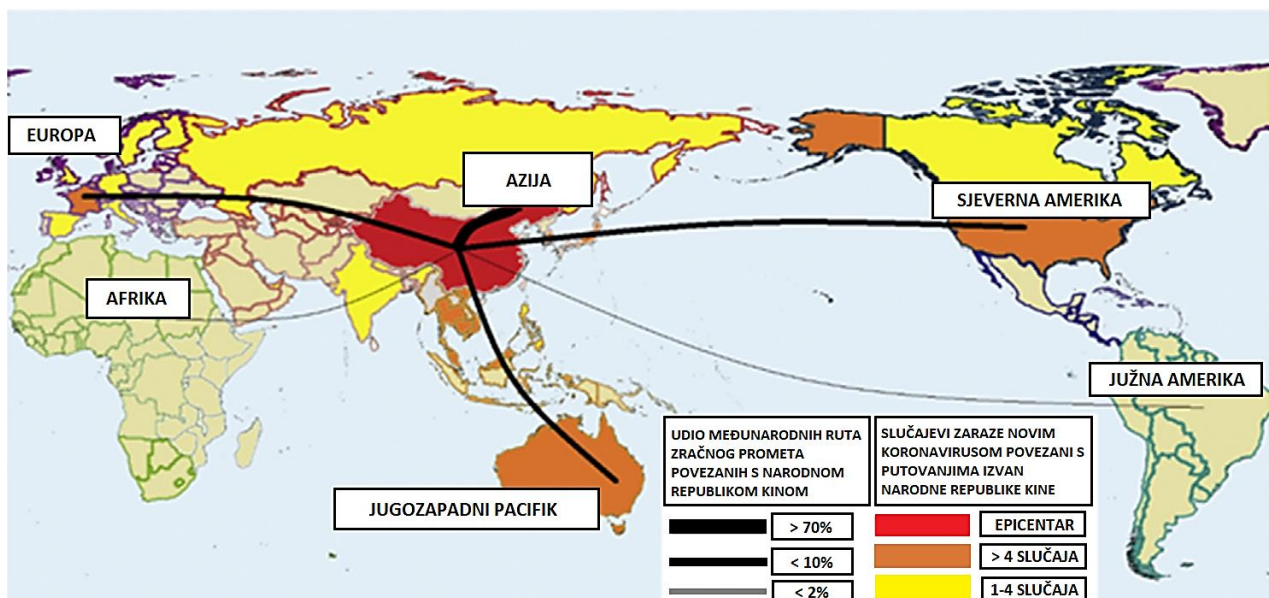 EUROPA
AZIJA
SJEVERNA AMERIKA
AFRIKA
JUŽNA AMERIKA
JUGOZAPADNI PACIFIK
UDIO MEĐUNARODNIH RUTA
ZRAČNOG PROMETA
POVEZANIH S NARODNOM
REPUBLIKOM KINOM
> 70%
< 10%
< 2%
SLUČAJEVI ZARAZE NOVIM
KORONAVIRUSOM POVEZANI S
PUTOVANJIMA IZVAN
NARODNE REPUBLIKE KINE
EPICENTAR
> 4 SLUČAJA
1-4 SLUČAJA